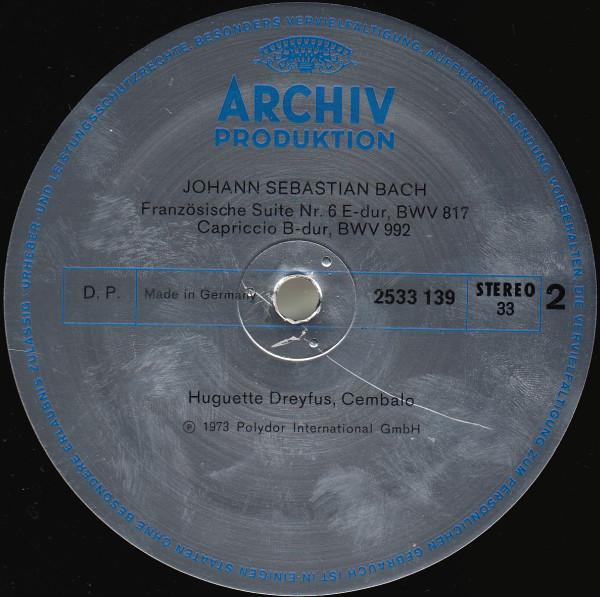 URHEBER- UND LEISTUNGSSCHUTZRECHTE, BESONDERS VERVIELFÄLTIGUNG, AUFFÜHRUNG, SENDUNG, VORBEHALTEN. DIE VERVIELFÄLTIGUNG ZUM PERSÖNLICHEN GEBRAUCH IST IN EINIGEN STAATEN OHNE BESONDERE ERLAUBNIS ZULÄSSIG
ARCHIV
PRODUKTION
JOHANN SEBASTIAN BACH
Französische Suite Nr. 6 E-dur, BWV 817
Capriccio B-dur, BWV 992
D. P. Made in Germany 2533 139 STEREO 2
33
Huguette Dreyfus, Cembalo
℗ 1973 Polydor International GmbH